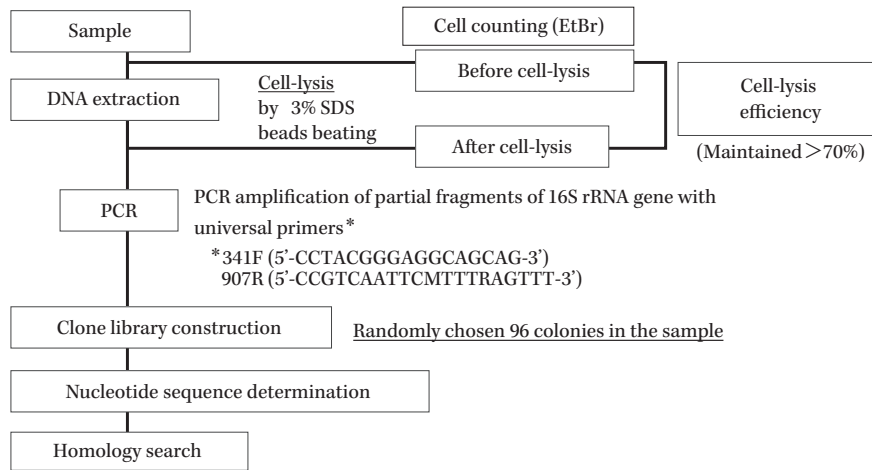 Sample
Cell counting (EtBr)
Before cell-lysis
DNA extraction
Cell-lysis
by 3% SDS
beads beating
Cell-lysis
efficiency
After cell-lysis
(Maintained＞70%)
PCR
PCR amplification of partial fragments of 16S rRNA gene with
universal primers*
*341F (5’-CCTACGGGAGGCAGCAG-3’)
907R (5’-CCGTCAATTCMTTTRAGTTT-3’)
Clone library construction
Randomly chosen 96 colonies in the sample
Nucleotide sequence determination
Homology search